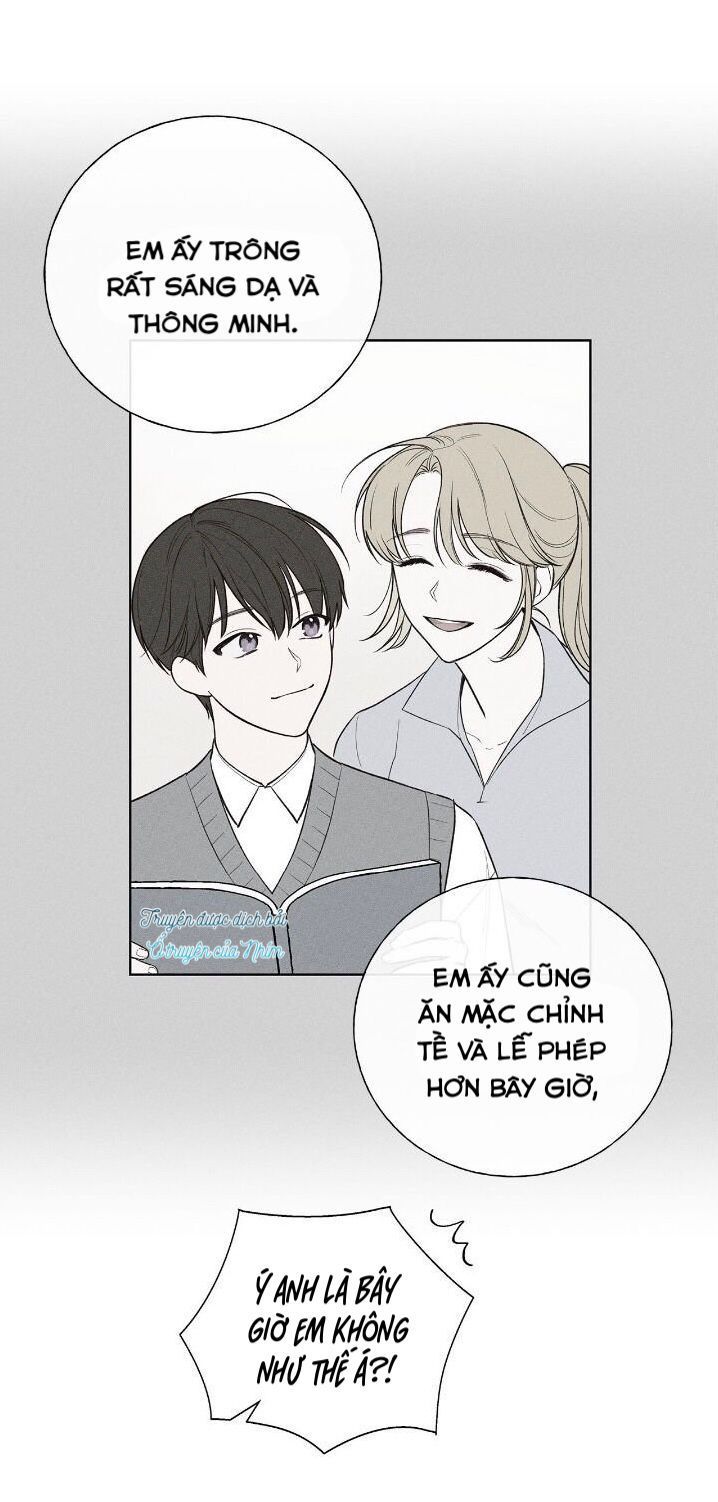 EM ẤY TRÔNG
RẤT SÁNG DẠ VÀ
THÔNG MINH.
Truyện được dịch bởi
Ổ truyện của Nhím
EM ẤY CŨNG
ĂN MẶC CHỈNH
TỀ VÀ LỄ PHÉP
HƠN BÂY GIỜ,
Ý ANH LÀ BÂY
GIỜ EM KHÔNG
NHƯ THẾ Á?!